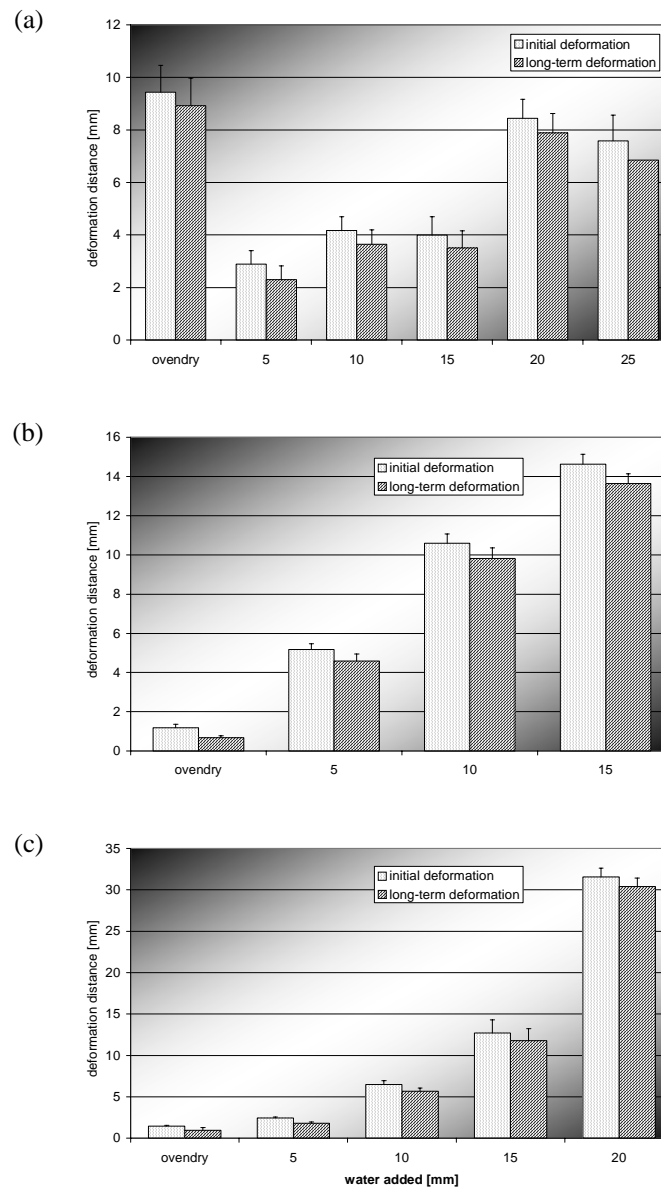 (a)
12
10
8
6
4
2
0
deformation distance [mm]
initial deformation
long-term deformation
ovendry 5 10 15 20 25
(b)
16
14
12
10
8
6
4
2
0
deformation distance [mm]
initial deformation
long-term deformation
ovendry 5 10 15
(c)
35
30
25
20
15
10
5
0
deformation distance [mm]
initial deformation
long-term deformation
ovendry 5 10 15 20
water added [mm]